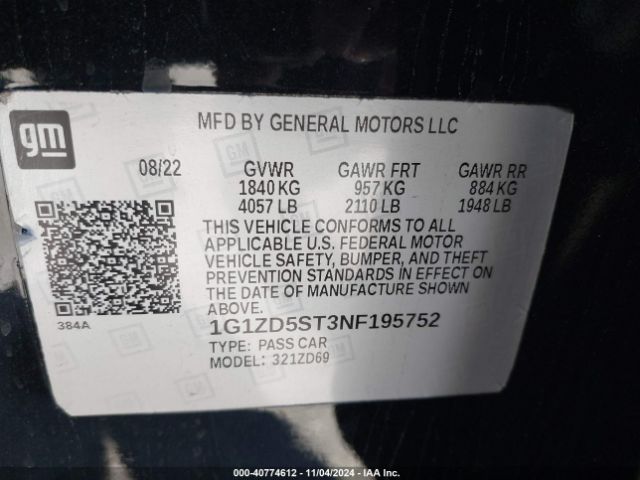 gm
MFD BY GENERAL MOTORS LLC
08/22 GVWR GAWR FRT GAWR RR
1840 KG 957 KG 884 KG
4057 LB 2110 LB 1948 LB
THIS VEHICLE CONFORMS TO ALL
APPLICABLE U.S. FEDERAL MOTOR
VEHICLE SAFETY, BUMPER, AND THEFT
PREVENTION STANDARDS IN EFFECT ON
THE DATE OF MANUFACTURE SHOWN
ABOVE.
384A
1G1ZD5ST3NF195752
TYPE: PASS CAR
MODEL: 321ZD69
000-40774612 - 11/04/2024 - IAA Inc.